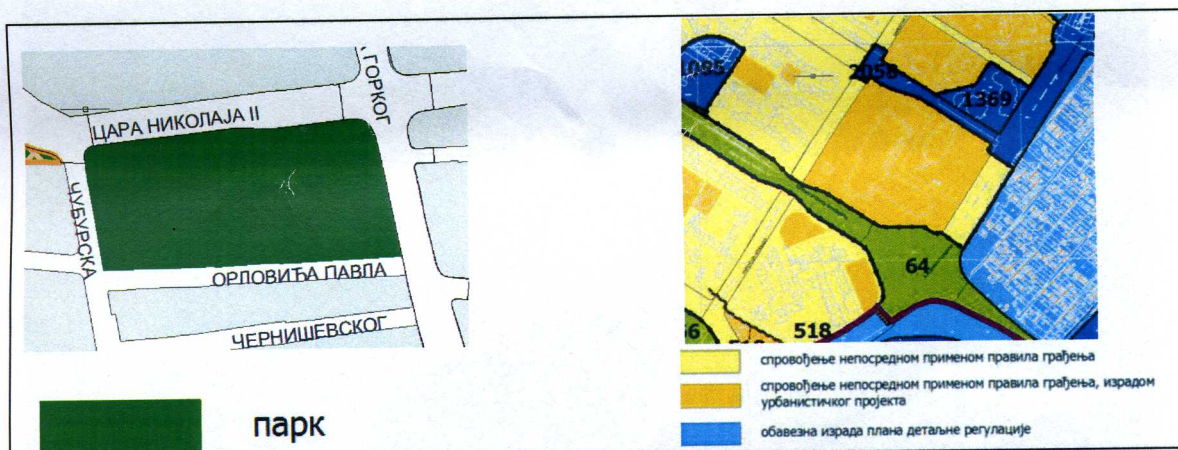 ЦАРА НИКОЛАЈА II
ГОРКОГ
ЧУБУРСКА
ОРЛОВИЋА ПАВЛА
ЧЕРНИШЕВСКОГ
парк
2058
1369
64
518
спровођење непосредном применом правила грађења
спровођење непосредном применом правила грађења, израдом
урбанистичког пројекта
обавезна израда плана детаљне регулације